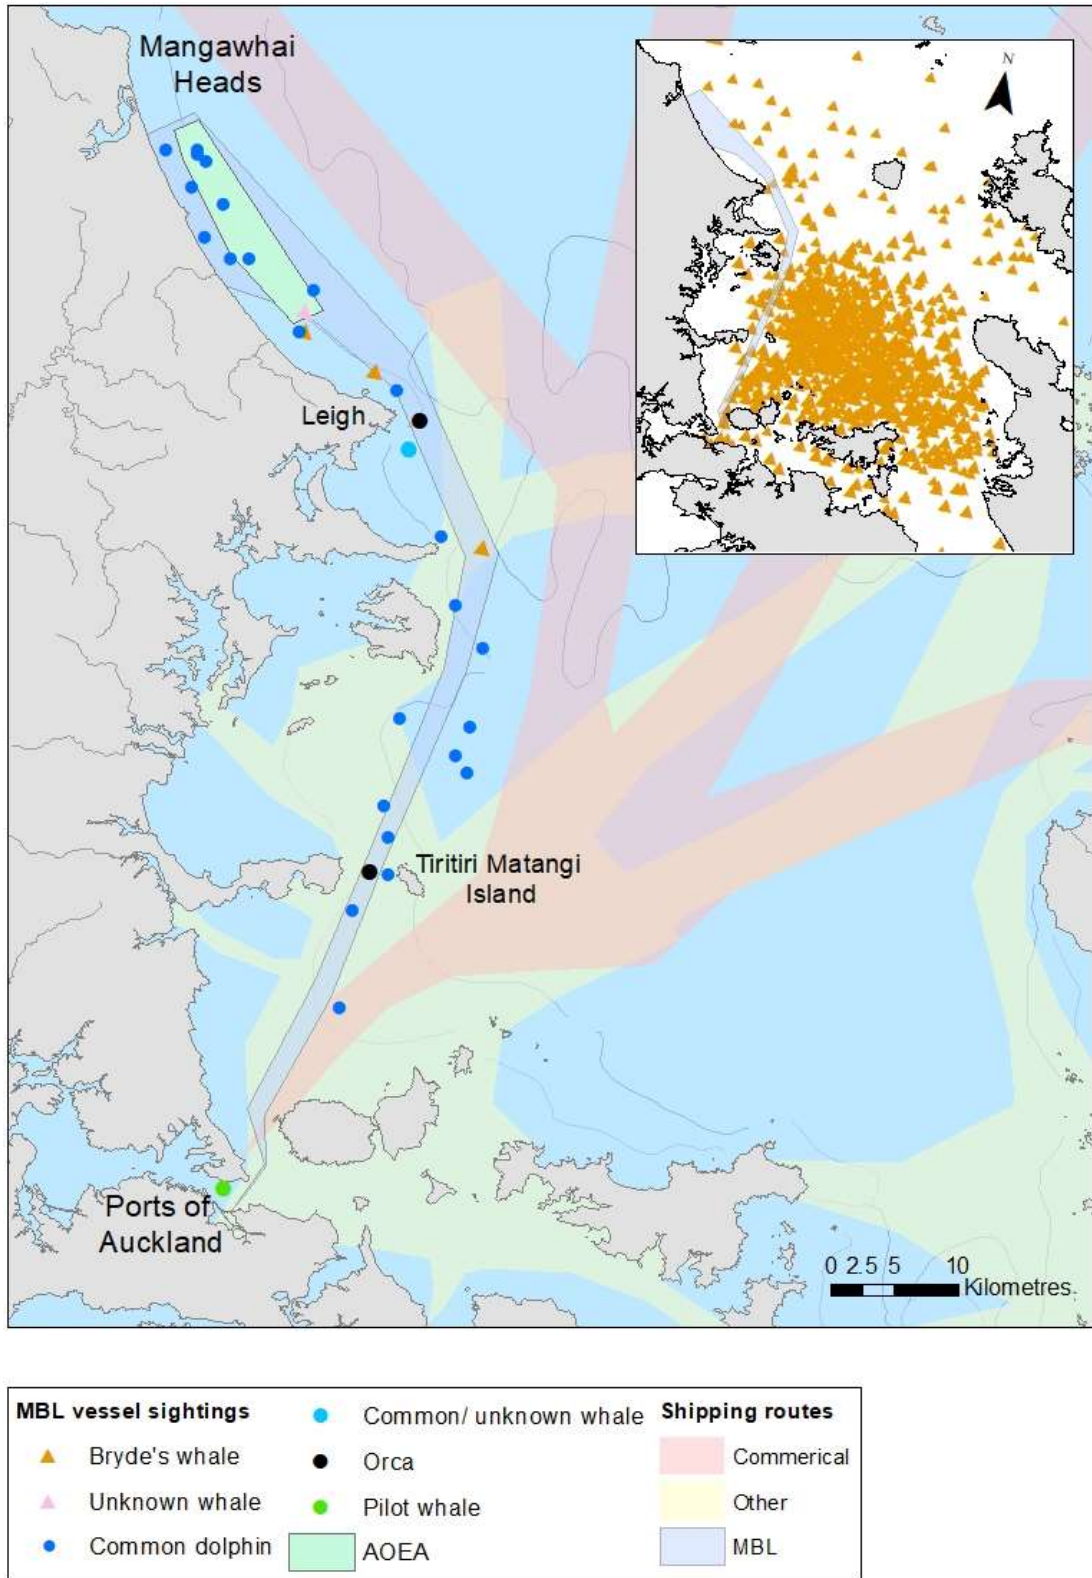 Mangawhai
Heads
N
Leigh
Tiritiri Matangi
Island
Ports of
Auckland
0 2.5 5 10
Kilometres
MBL vessel sightings
Bryde's whale
Unknown whale
Common dolphin
Common/ unknown whale
Orca
Pilot whale
AOEA
Shipping routes
Commerical
Other
MBL